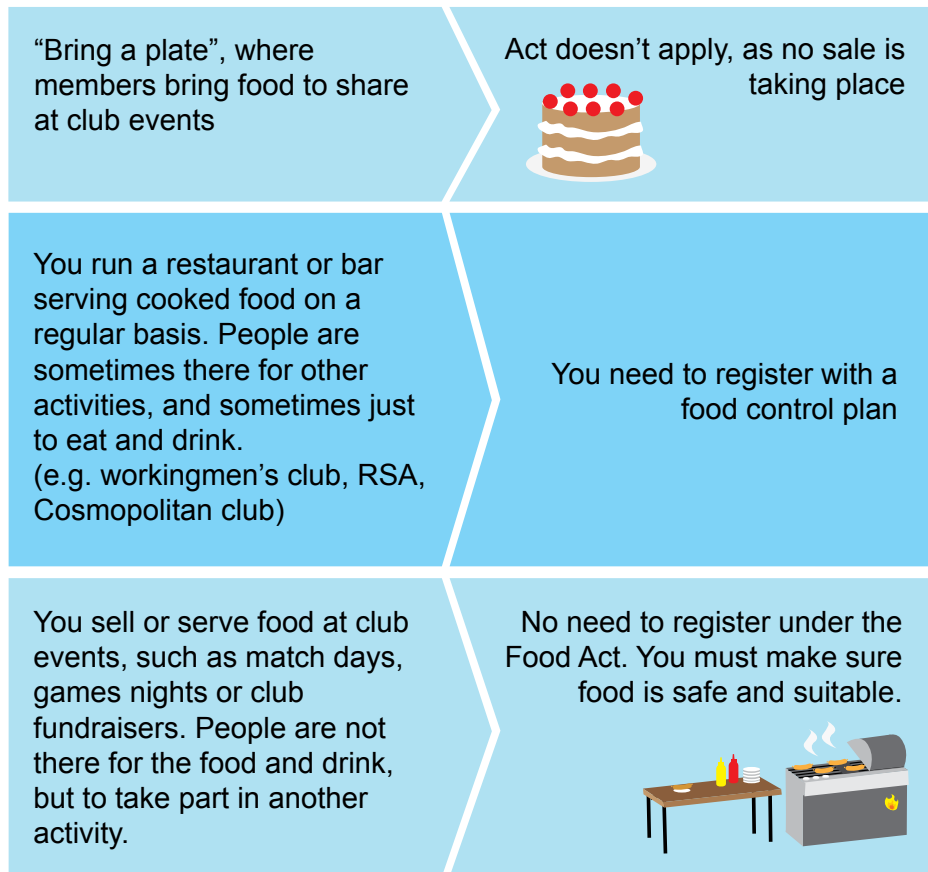 “Bring a plate”, where
members bring food to share
at club events
Act doesn’t apply, as no sale is
taking place
You run a restaurant or bar
serving cooked food on a
regular basis. People are
sometimes there for other
activities, and sometimes just
to eat and drink.
(e.g. workingmen’s club, RSA,
Cosmopolitan club)
You need to register with a
food control plan
You sell or serve food at club
events, such as match days,
games nights or club
fundraisers. People are not
there for the food and drink,
but to take part in another
activity.
No need to register under the
Food Act. You must make sure
food is safe and suitable.